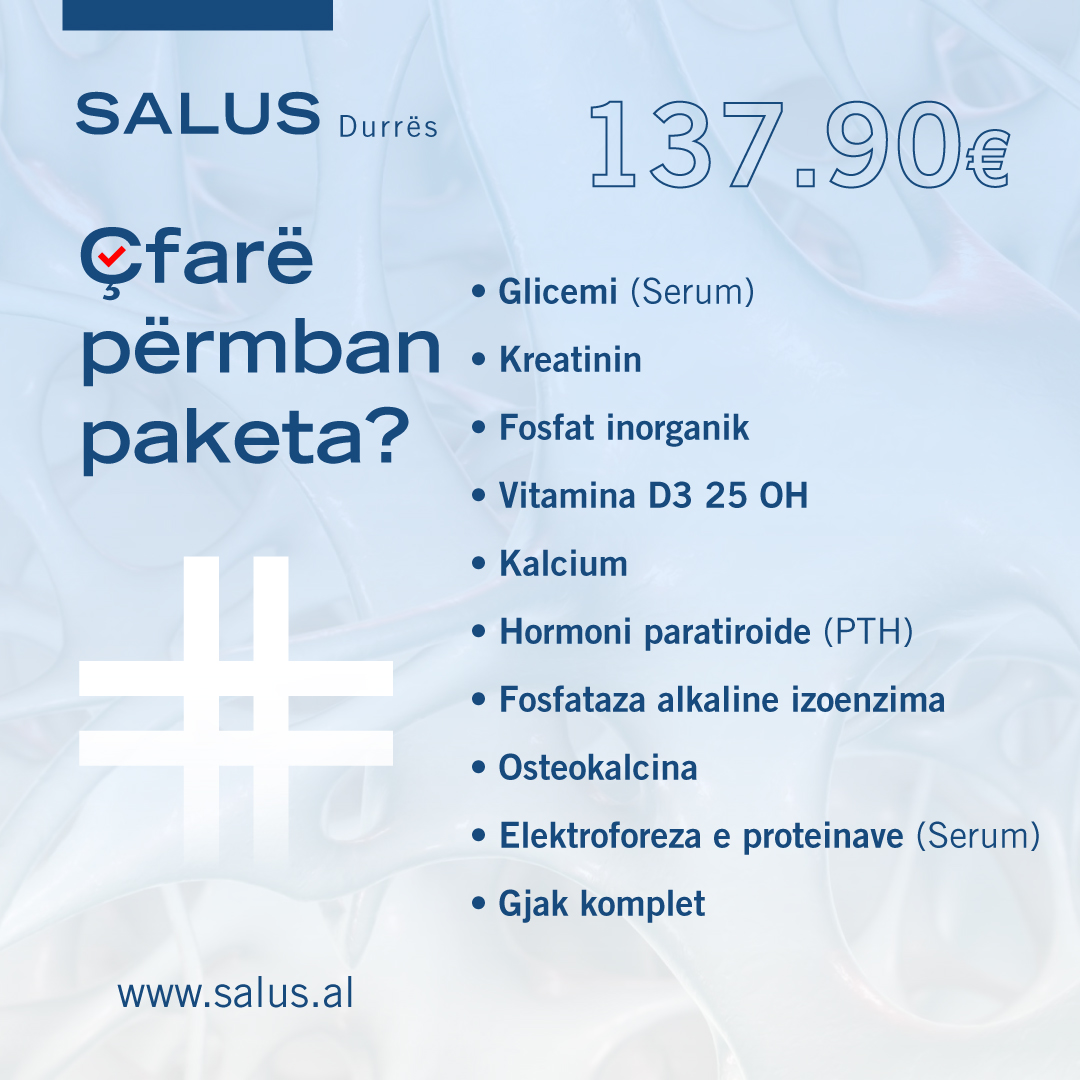 SALUS Durrës
137.90€
Çfarë
përmban
paketa?
• Glicemi (Serum)
• Kreatinin
• Fosfat inorganik
• Vitamina D3 25 OH
• Kalcium
• Hormoni paratiroide (PTH)
• Fosfataza alkaline izoenzima
• Osteokalcina
• Elektroforeza e proteinave (Serum)
• Gjak komplet
www.salus.al